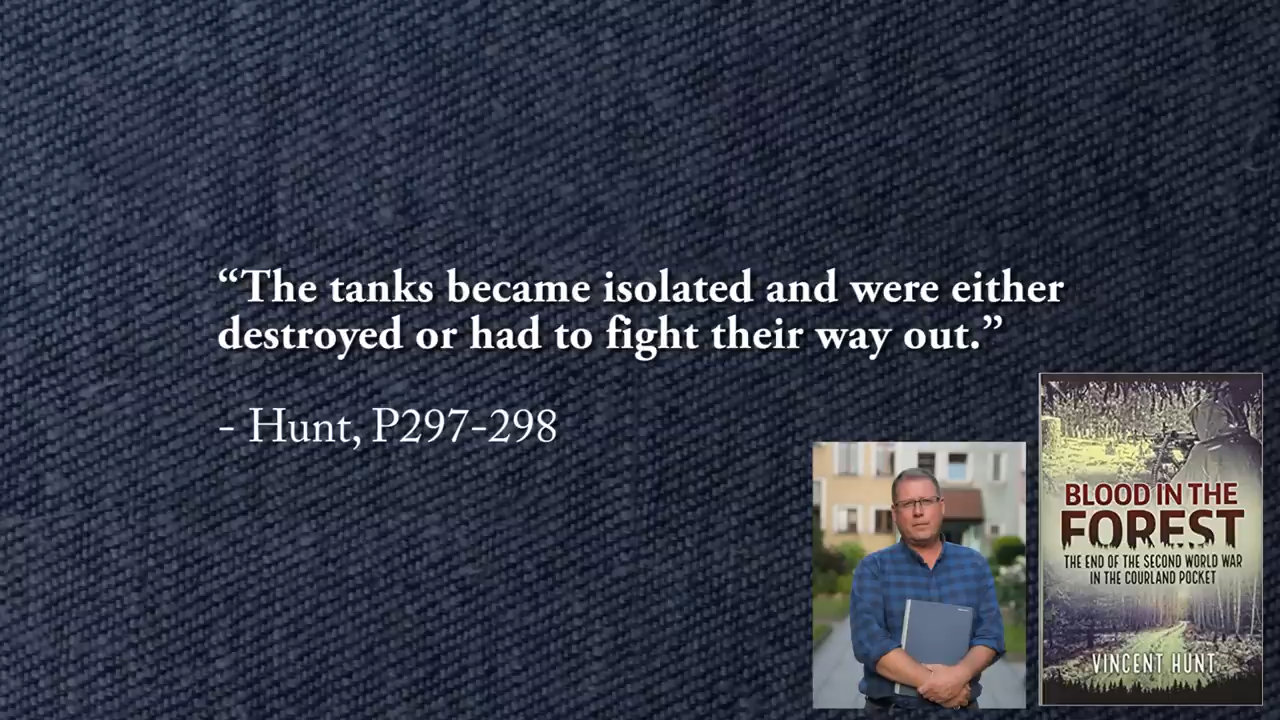 “The tanks became isolated and were either
destroyed or had to fight their way out.”
- Hunt, P297-298
BLOOD IN THE
FOREST
THE END OF THE SECOND WORLD WAR
IN THE COURLAND POCKET
VINCENT HUNT